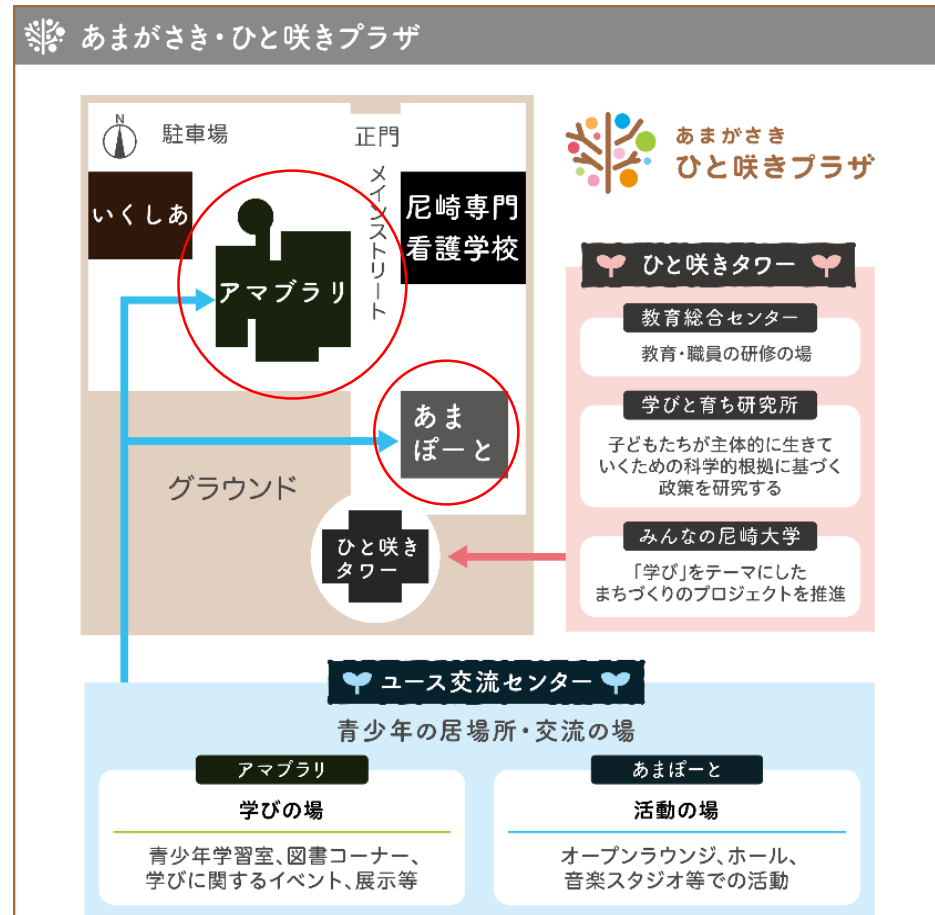 あまがさき・ひと咲きプラザ
N
駐車場
正門
あまがさき
ひと咲きプラザ
いくしあ
アマブラリ
メインストリート
尼崎専門
看護学校
あま
ぽーと
グラウンド
ひと咲き
タワー
ひと咲きタワー
教育総合センター
教育・職員の研修の場
学びと育ち研究所
子どもたちが主体的に生きて
いくための科学的根拠に基づく
政策を研究する
みんなの尼崎大学
「学び」をテーマにした
まちづくりのプロジェクトを推進
ユース交流センター
青少年の居場所・交流の場
アマブラリ
学びの場
青少年学習室、図書コーナー、
学びに関するイベント、展示等
あまぽーと
活動の場
オープンラウンジ、ホール、
音楽スタジオ等での活動